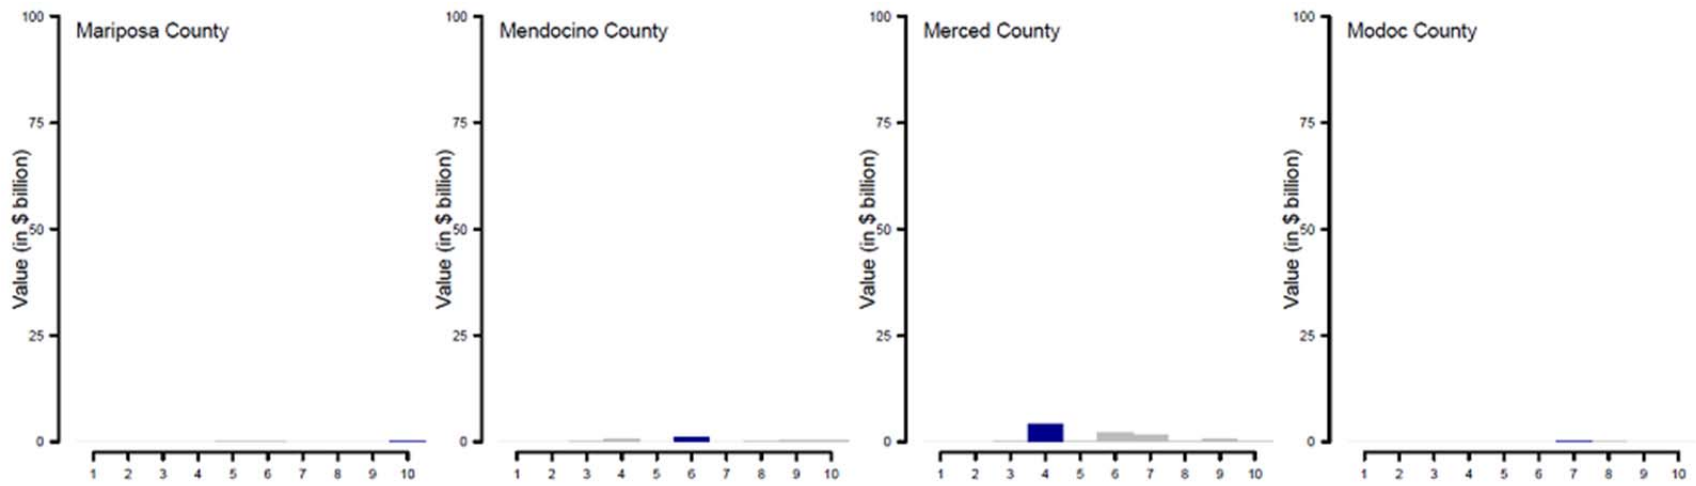 Mariposa County
100
75
50
25
0
Value (in $ billion)
1 2 3 4 5 6 7 8 9 10
Mendocino County
100
75
50
25
0
Value (in $ billion)
1 2 3 4 5 6 7 8 9 10
Merced County
100
75
50
25
0
Value (in $ billion)
1 2 3 4 5 6 7 8 9 10
Modoc County
100
75
50
25
0
Value (in $ billion)
1 2 3 4 5 6 7 8 9 10